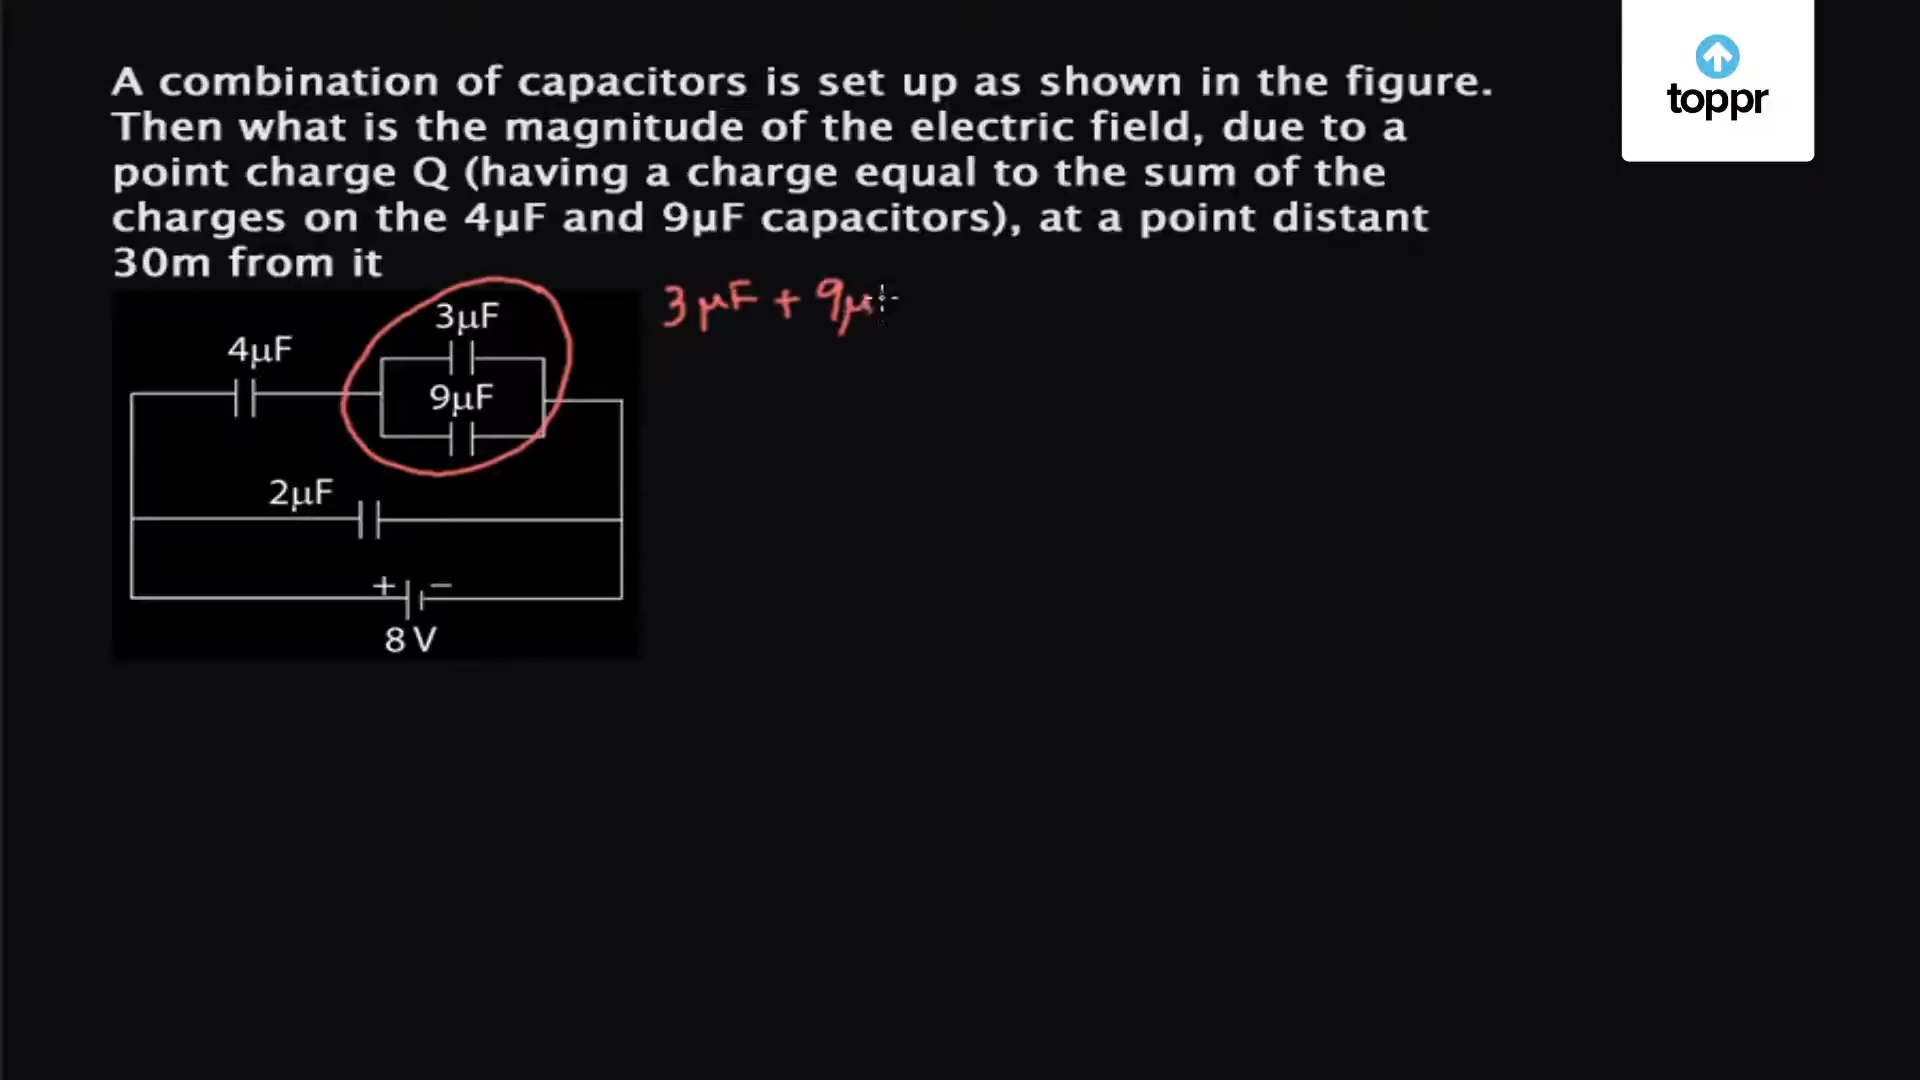 A combination of capacitors is set up as shown in the figure.
Then what is the magnitude of the electric field, due to a
point charge Q (having a charge equal to the sum of the
charges on the 4μF and 9μF capacitors), at a point distant
30m from it
toppr
3μF + 9μ
3μF
4μF
9μF
2μF
+ −
8 V